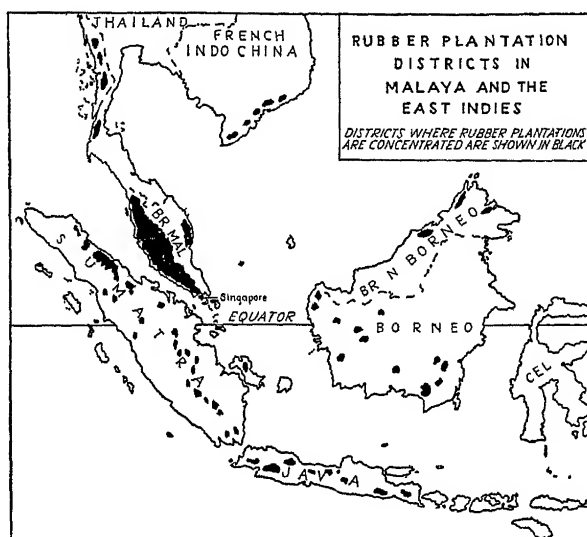 RUBBER PLANTATION
DISTRICTS IN
MALAYA AND THE
EAST INDIES
DISTRICTS WHERE RUBBER PLANTATIONS
ARE CONCENTRATED ARE SHOWN IN BLACK
THAILAND
FRENCH
INDO CHINA
BR MAL
Singapore
EQUATOR
SUMATRA
BR N BORNEO
BORNEO
CEL
JAVA